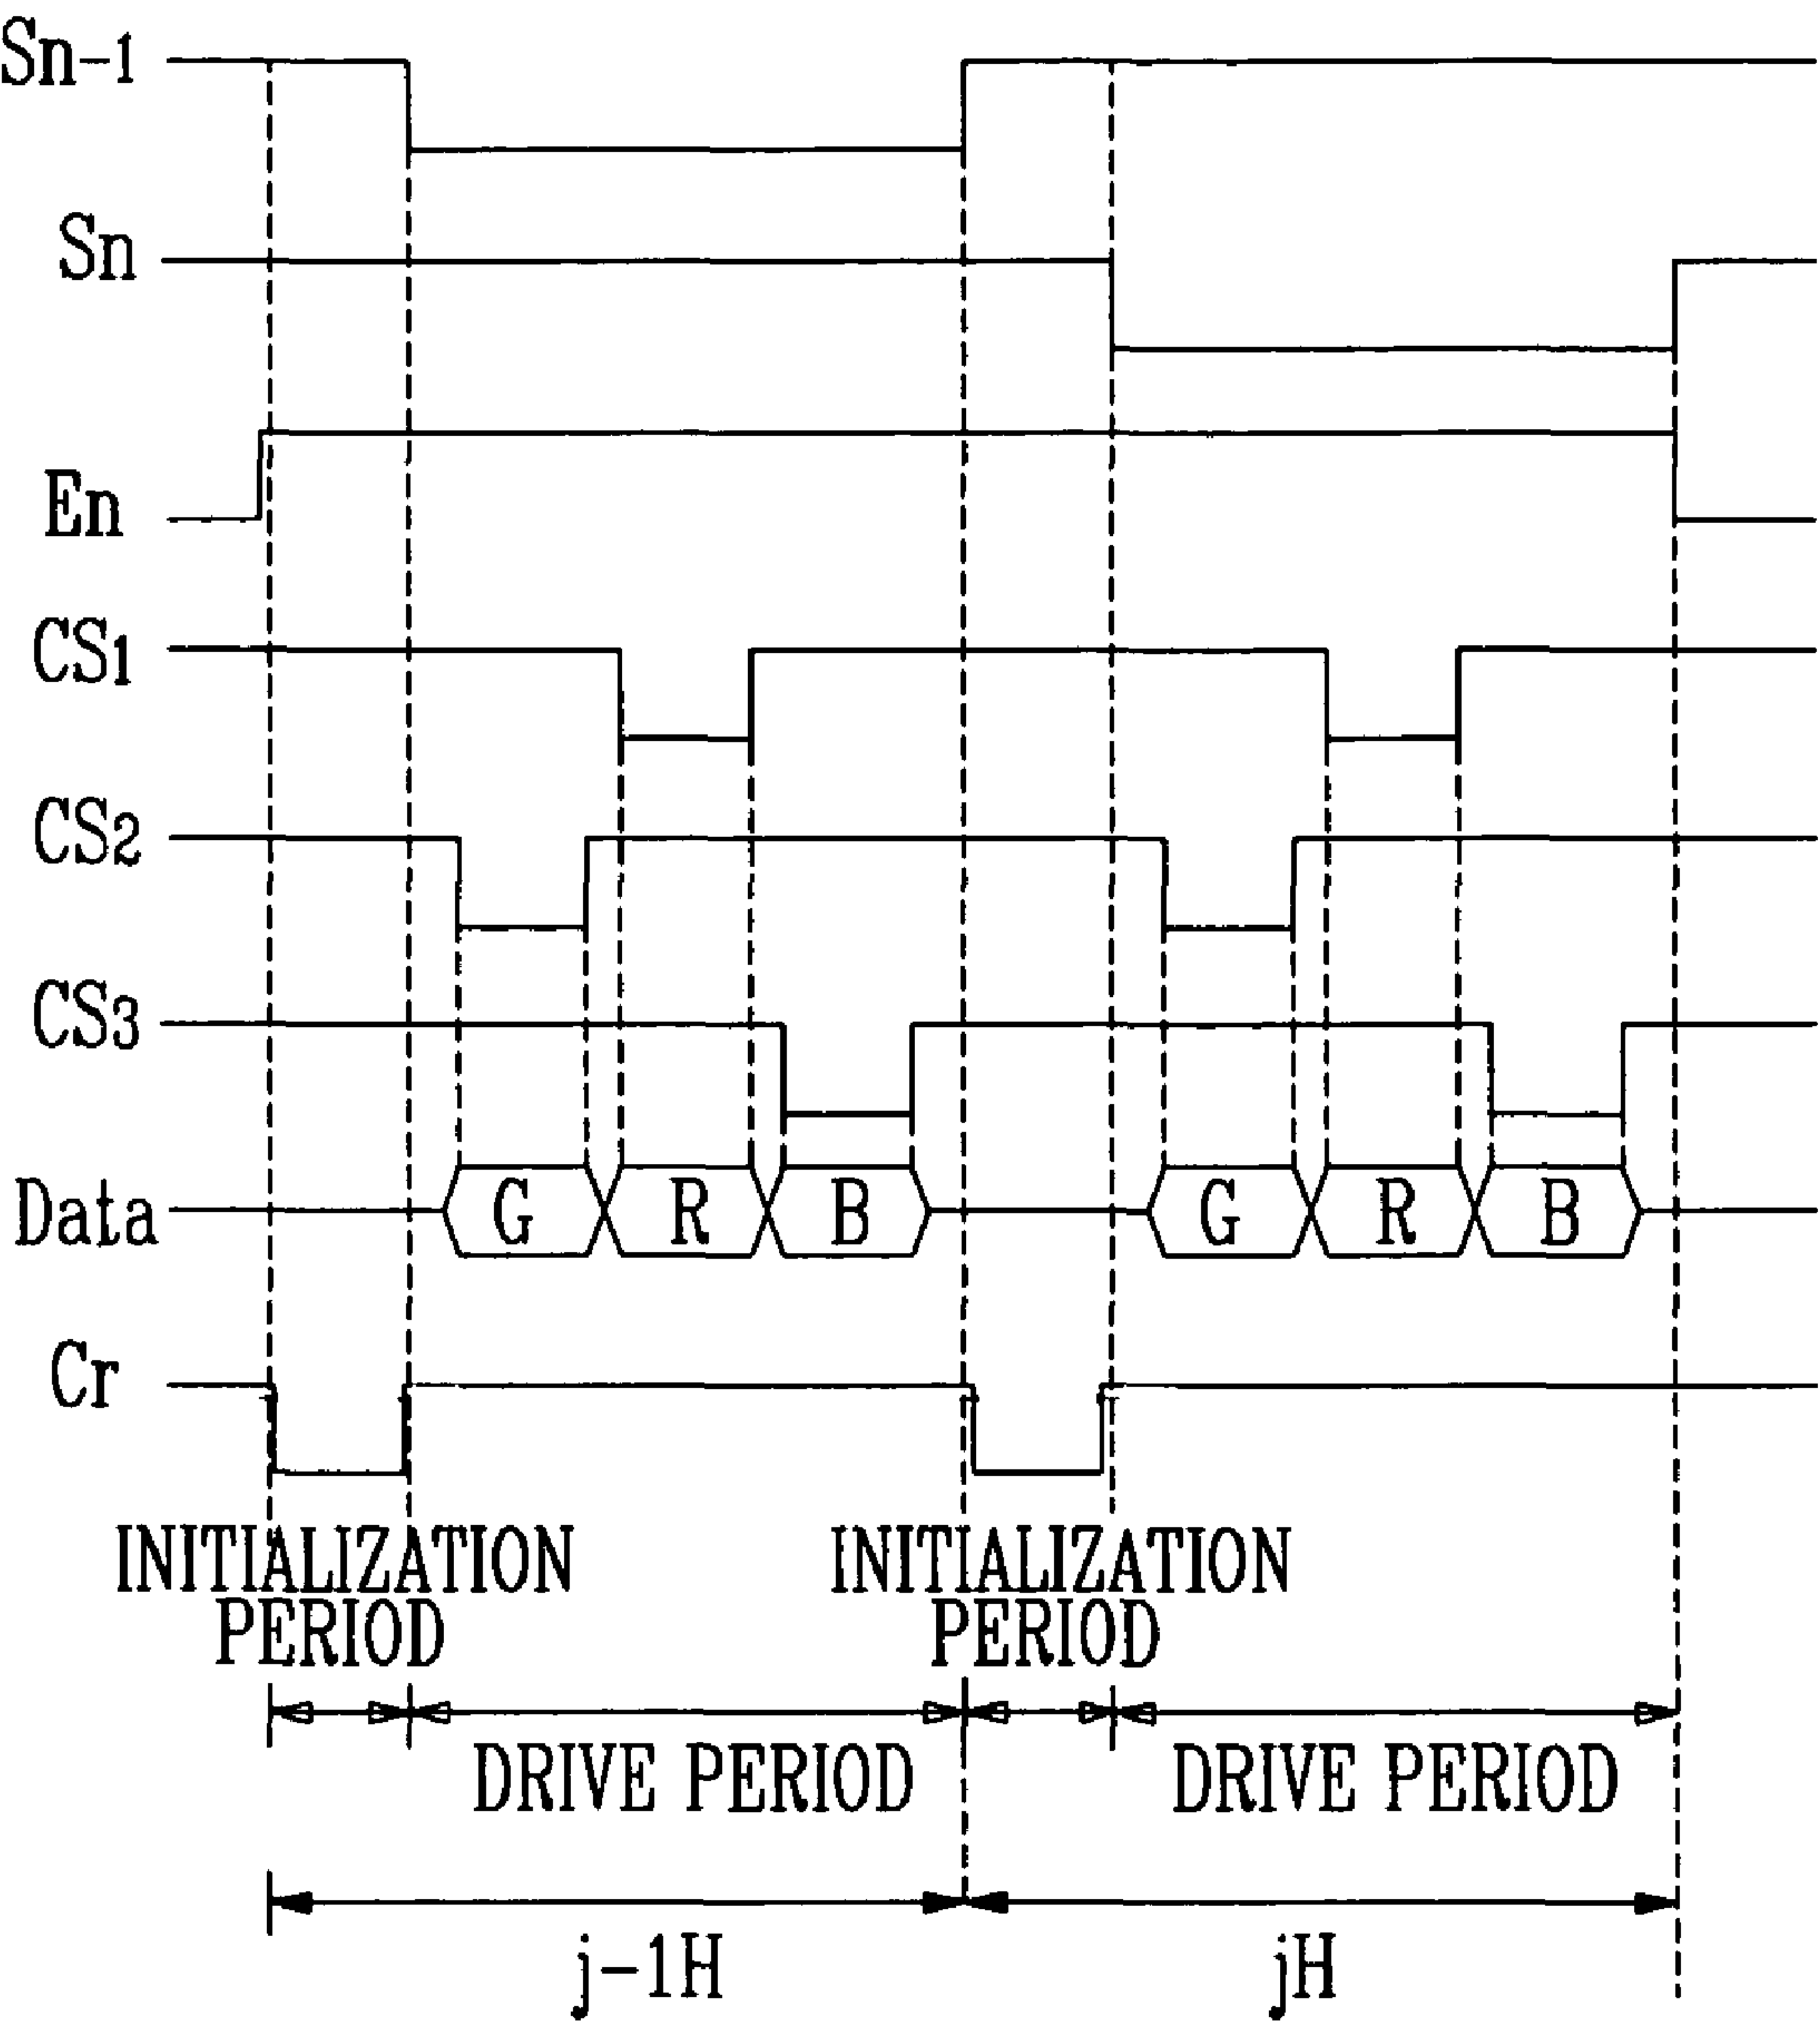 Sn-1
Sn
En
CS1
CS2
CS3
Data G R B G R B
Cr
INITIALIZATION PERIOD
INITIALIZATION PERIOD
DRIVE PERIOD DRIVE PERIOD
j-1H jH